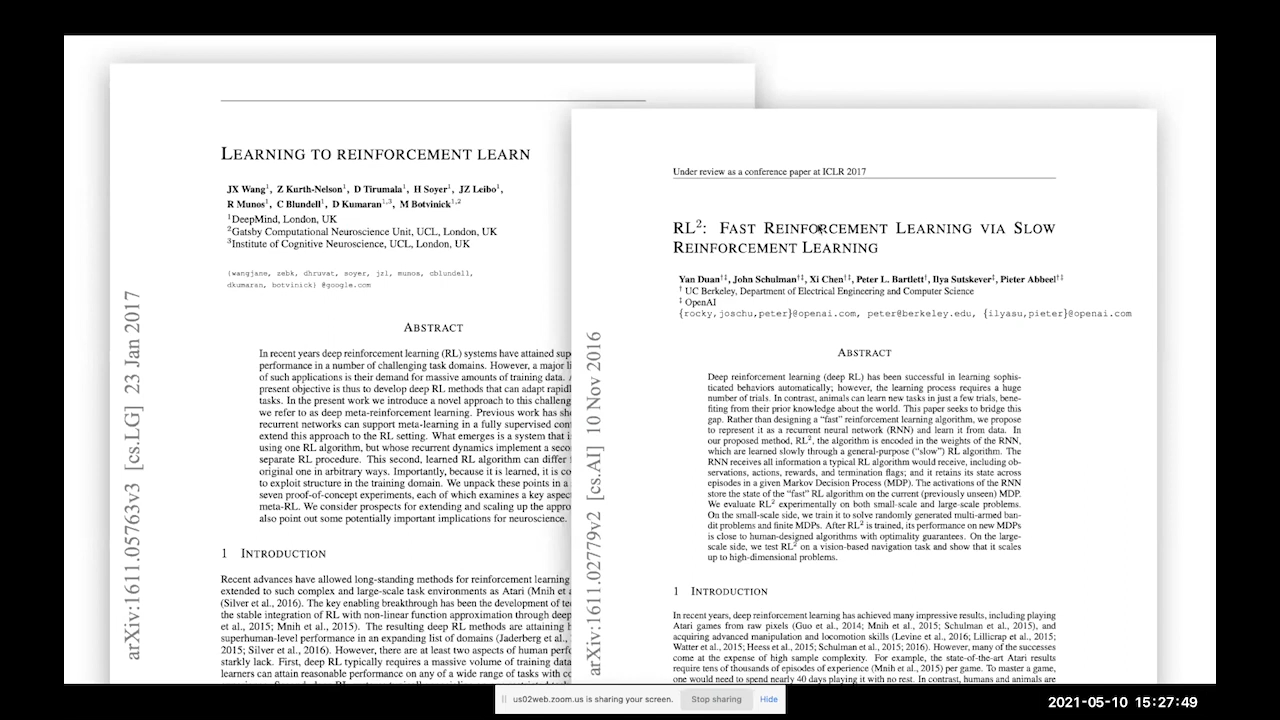 LEARNING TO REINFORCEMENT LEARN
JX Wang1, Z Kurth-Nelson1, D Tirumala1, H Soyer1, JZ Leibo1,
R Munos1, C Blundell1, D Kumaran1,3, M Botvinick1,2
1DeepMind, London, UK
2Gatsby Computational Neuroscience Unit, UCL, London, UK
3Institute of Cognitive Neuroscience, UCL, London, UK
{wangjane, zebk, dhruvat, soyer, jzl, munos, cblundell,
dkumaran, botvinick} @google.com
ABSTRACT
In recent years deep reinforcement learning (RL) systems have attained
performance in a number of challenging task domains. However, a major
of such applications is their demand for massive amounts of training data.
present objective is thus to develop deep RL methods that can adapt
tasks. In the present work we introduce a novel approach to this
we refer to as deep meta-reinforcement learning. Previous work has
recurrent networks can support meta-learning in a fully supervised
extend this approach to the RL setting. What emerges is a system that
using one RL algorithm, but whose recurrent dynamics implement a
separate RL procedure. This second, learned RL algorithm can differ
original one in arbitrary ways. Importantly, because it is learned, it is
to exploit structure in the training domain. We unpack these points in a
seven proof-of-concept experiments, each of which examines a key
meta-RL. We consider prospects for extending and scaling up the
also point out some potentially important implications for neuroscience.
1 INTRODUCTION
Recent advances have allowed long-standing methods for reinforcement learning
extended to such complex and large-scale task environments as Atari (Mnih et
(Silver et al., 2016). The key enabling breakthrough has been the development of
the stable integration of RL with non-linear function approximation through deep
et al., 2015; Mnih et al., 2015). The resulting deep RL methods are attaining
superhuman-level performance in an expanding list of domains (Jaderberg et al.,
2015; Silver et al., 2016). However, there are at least two aspects of human
starkly lack. First, deep RL typically requires a massive volume of training data
learners can attain reasonable performance on any of a wide range of tasks with
arXiv:1611.05763v3 [cs.LG] 23 Jan 2017
Under review as a conference paper at ICLR 2017
RL2: FAST REINFORCEMENT LEARNING VIA SLOW
REINFORCEMENT LEARNING
Yan Duan†‡, John Schulman†‡, Xi Chen†‡, Peter L. Bartlett†, Ilya Sutskever‡, Pieter Abbeel†‡
† UC Berkeley, Department of Electrical Engineering and Computer Science
‡ OpenAI
{rocky,joschu,peter}@openai.com, peter@berkeley.edu, {ilyasu,pieter}@openai.com
ABSTRACT
Deep reinforcement learning (deep RL) has been successful in learning sophis-
ticated behaviors automatically; however, the learning process requires a huge
number of trials. In contrast, animals can learn new tasks in just a few trials, bene-
fiting from their prior knowledge about the world. This paper seeks to bridge this
gap. Rather than designing a “fast” reinforcement learning algorithm, we propose
to represent it as a recurrent neural network (RNN) and learn it from data. In
our proposed method, RL2, the algorithm is encoded in the weights of the RNN,
which are learned slowly through a general-purpose (“slow”) RL algorithm. The
RNN receives all information a typical RL algorithm would receive, including ob-
servations, actions, rewards, and termination flags; and it retains its state across
episodes in a given Markov Decision Process (MDP). The activations of the RNN
store the state of the “fast” RL algorithm on the current (previously unseen) MDP.
We evaluate RL2 experimentally on both small-scale and large-scale problems.
On the small-scale side, we train it to solve randomly generated multi-armed ban-
dit problems and finite MDPs. After RL2 is trained, its performance on new MDPs
is close to human-designed algorithms with optimality guarantees. On the large-
scale side, we test RL2 on a vision-based navigation task and show that it scales
up to high-dimensional problems.
1 INTRODUCTION
In recent years, deep reinforcement learning has achieved many impressive results, including playing
Atari games from raw pixels (Guo et al., 2014; Mnih et al., 2015; Schulman et al., 2015), and
acquiring advanced manipulation and locomotion skills (Levine et al., 2016; Lillicrap et al., 2015;
Watter et al., 2015; Heess et al., 2015; Schulman et al., 2015; 2016). However, many of the successes
come at the expense of high sample complexity. For example, the state-of-the-art Atari results
require tens of thousands of episodes of experience (Mnih et al., 2015) per game. To master a game,
one would need to spend nearly 40 days playing it with no rest. In contrast, humans and animals are
arXiv:1611.02779v2 [cs.AI] 10 Nov 2016
us02web.zoom.us is sharing your screen.
Stop sharing
Hide
2021-05-10 15:27:49